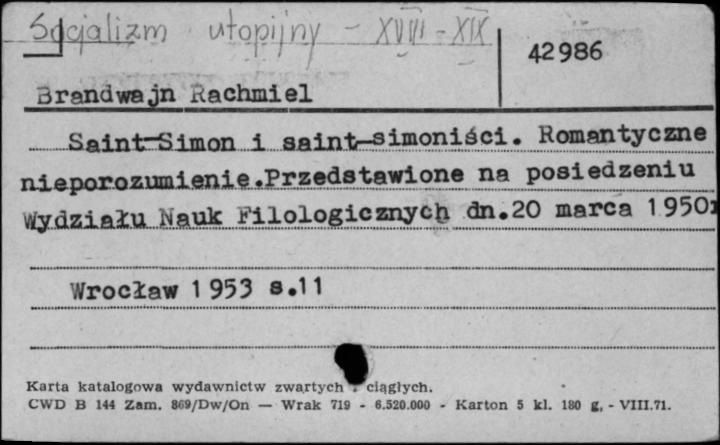 Socjalizm utopijny - XVIII - XIX
42986
Brandwajn Rachmiel
Saint-Simon i saint-simoniści. Romantyczne
nieporozumienie.Przedstawione na posiedzeniu
Wydziału Nauk Filologicznych dn.20 marca 1950r
Wrocław 1953 s.11
Karta katalogowa wydawnictw zwartych i ciągłych.
CWD B 144 Zam. 869/Dw/On — Wrak 719 - 6.520.000 - Karton 5 kl. 180 g. - VIII.71.